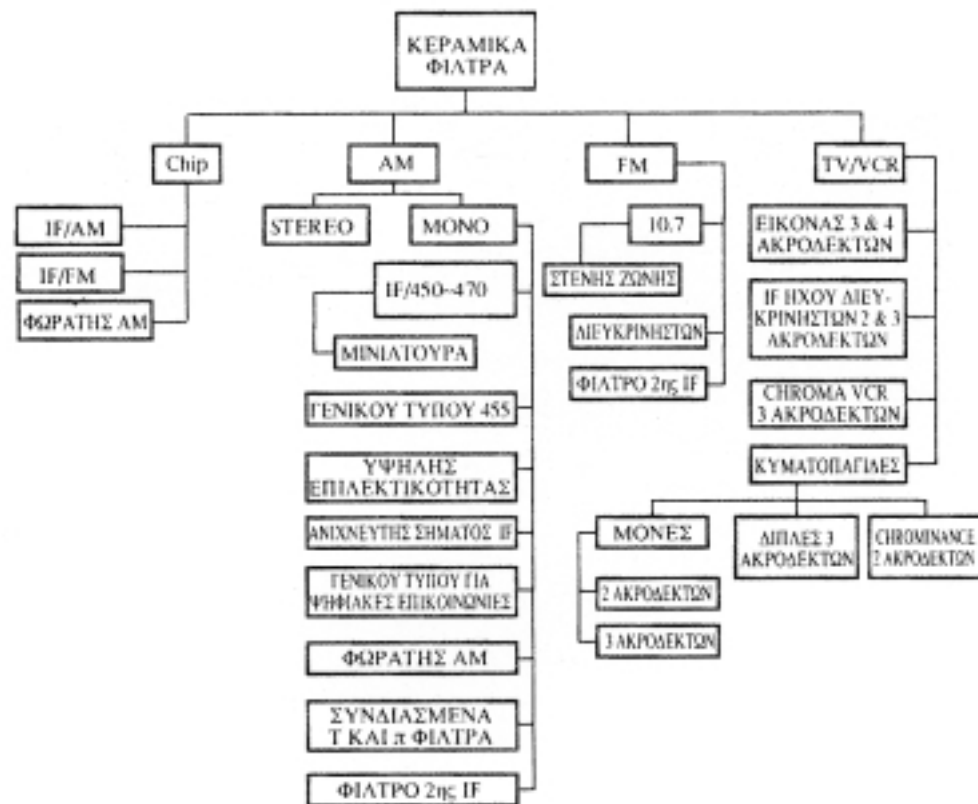 ΚΕΡΑΜΙΚΑ
ΦΙΛΤΡΑ
Chip
AM
FM
TV/VCR
IF/AM
IF/FM
ΦΩΡΑΤΗΣ ΑΜ
STEREO
ΜΟΝΟ
IF/450~470
ΜΙΝΙΑΤΟΥΡΑ
ΓΕΝΙΚΟΥ ΤΥΠΟΥ 455
ΥΨΗΛΗΣ
ΕΠΙΛΕΚΤΙΚΟΤΗΤΑΣ
ΑΝΙΧΝΕΥΤΗΣ ΣΗΜΑΤΟΣ IF
ΓΕΝΙΚΟΥ ΤΥΠΟΥ ΓΙΑ
ΨΗΦΙΑΚΕΣ ΕΠΙΚΟΙΝΩΝΙΕΣ
ΦΩΡΑΤΗΣ ΑΜ
ΣΥΝΔΙΑΣΜΕΝΑ
Τ ΚΑΙ π ΦΙΛΤΡΑ
ΦΙΛΤΡΟ 2ης IF
10.7
ΣΤΕΝΗΣ ΖΩΝΗΣ
ΔΙΕΥΚΡΙΝΗΣΤΩΝ
ΦΙΛΤΡΟ 2ης IF
ΕΙΚΟΝΑΣ 3 & 4
ΑΚΡΟΔΕΚΤΩΝ
IF ΗΧΟΥ ΔΙΕΥ-
ΚΡΙΝΗΣΤΩΝ 2 & 3
ΑΚΡΟΔΕΚΤΩΝ
CHROMA VCR
3 ΑΚΡΟΔΕΚΤΩΝ
ΚΥΜΑΤΟΠΑΓΙΔΕΣ
ΜΟΝΕΣ
2 ΑΚΡΟΔΕΚΤΩΝ
3 ΑΚΡΟΔΕΚΤΩΝ
ΔΙΠΛΕΣ 3
ΑΚΡΟΔΕΚΤΩΝ
CHROMINANCE
2 ΑΚΡΟΔΕΚΤΩΝ